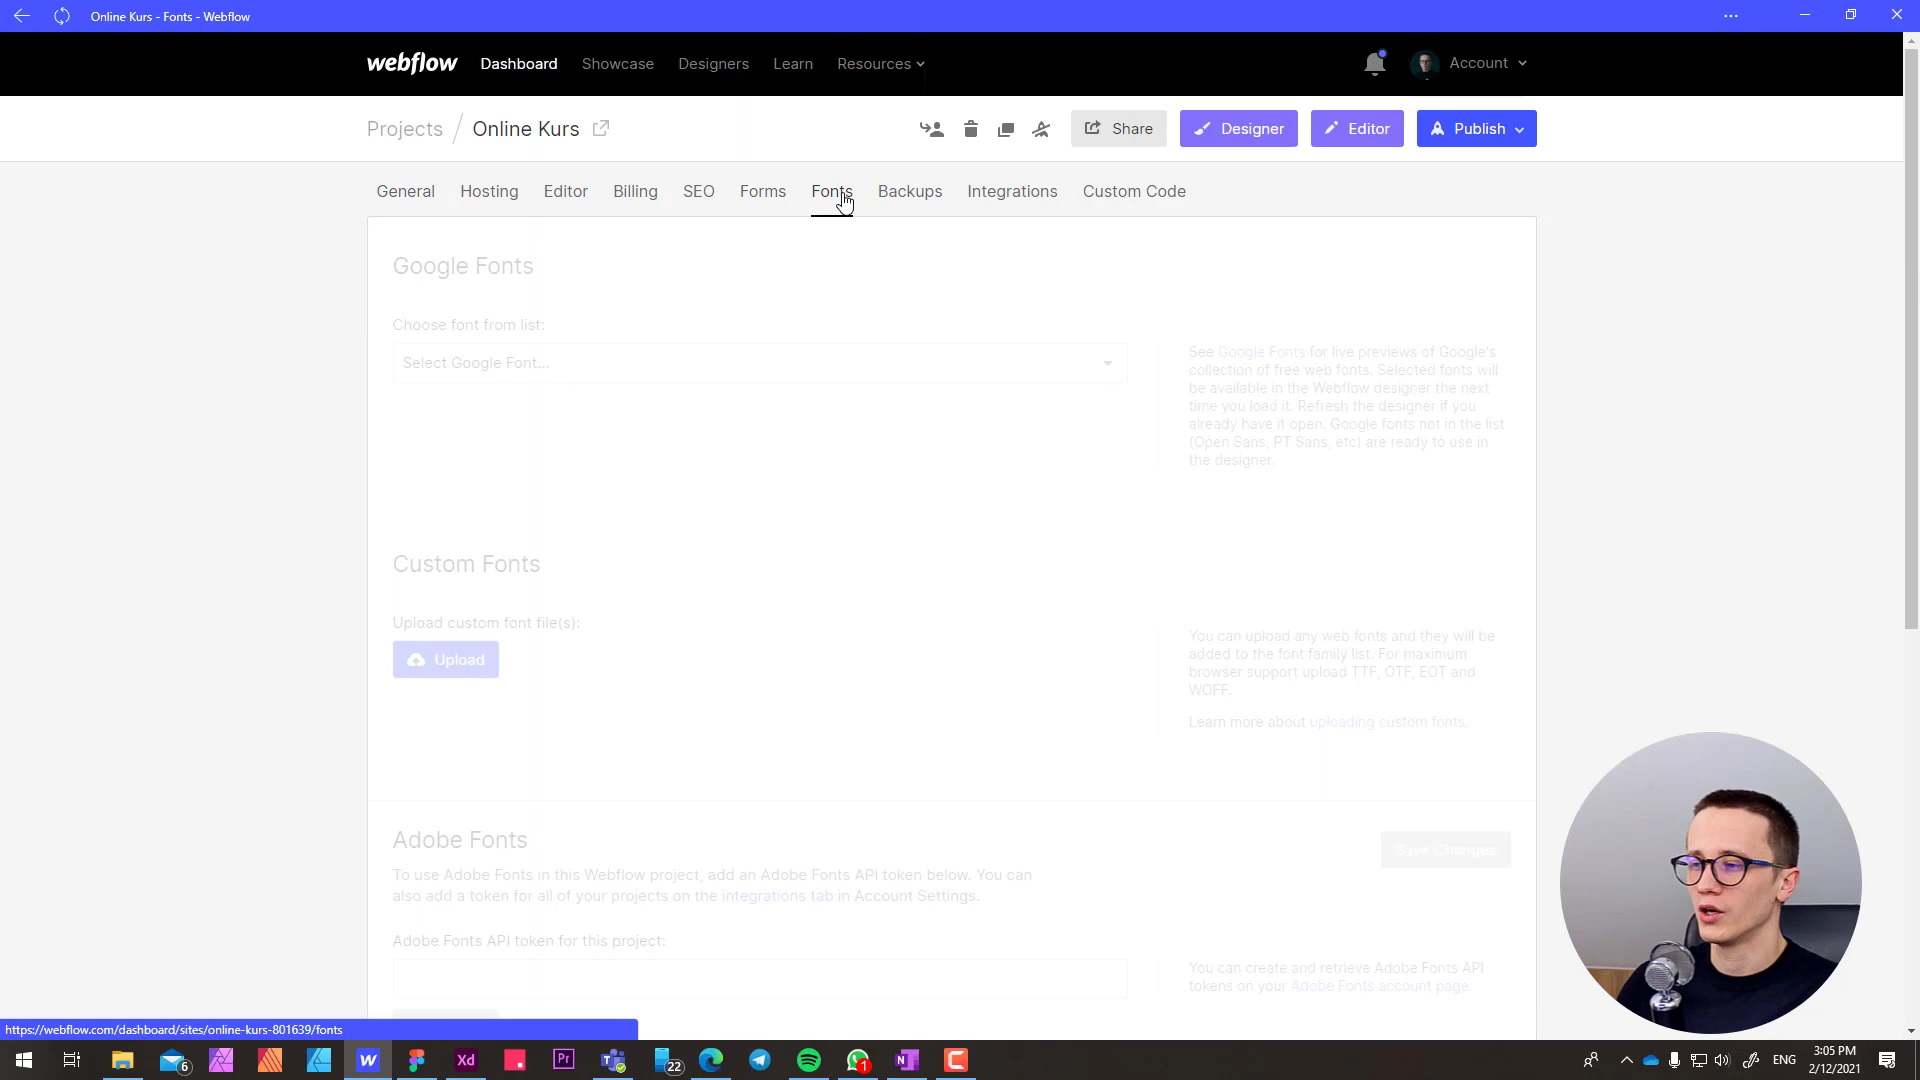 Online Kurs - Fonts - Webflow
webflow Dashboard Showcase Designers Learn Resources Account
Projects / Online Kurs Share Designer Editor Publish
General Hosting Editor Billing SEO Forms Fonts Backups Integrations Custom Code
Google Fonts
Choose font from list:
Select Google Font...
See Google Fonts for live previews of Google's
collection of free web fonts. Selected fonts will
be available in the Webflow designer the next
time you load it. Refresh the designer if you
already have it open. Google fonts not in the list
(Open Sans, PT Sans, etc) are ready to use in
the designer.
Custom Fonts
Upload custom font file(s):
Upload
You can upload any web fonts and they will be
added to the font family list. For maximum
browser support upload TTF, OTF, EOT and
WOFF.
Learn more about uploading custom fonts.
Adobe Fonts
Save Changes
To use Adobe Fonts in this Webflow project, add an Adobe Fonts API token below. You can
also add a token for all of your projects on the integrations tab in Account Settings.
Adobe Fonts API token for this project:
You can create and retrieve Adobe Fonts API
tokens on your Adobe Fonts account page.
https://webflow.com/dashboard/sites/online-kurs-801639/fonts
6 W Xd Pr T 22 1 N C ENG
3:05 PM
2/12/2021